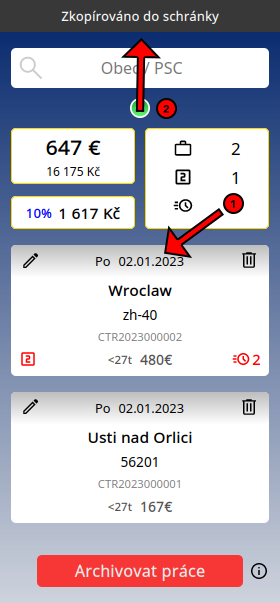 Zkopírováno do schránky
Obec / PSC
2
647 €
16 175 Kč
2
2
1
10% 1 617 Kč
1
Po 02.01.2023
Wroclaw
zh-40
CTR2023000002
2 <27t 480€ 2
Po 02.01.2023
Usti nad Orlici
56201
CTR2023000001
<27t 167€
Archivovat práce